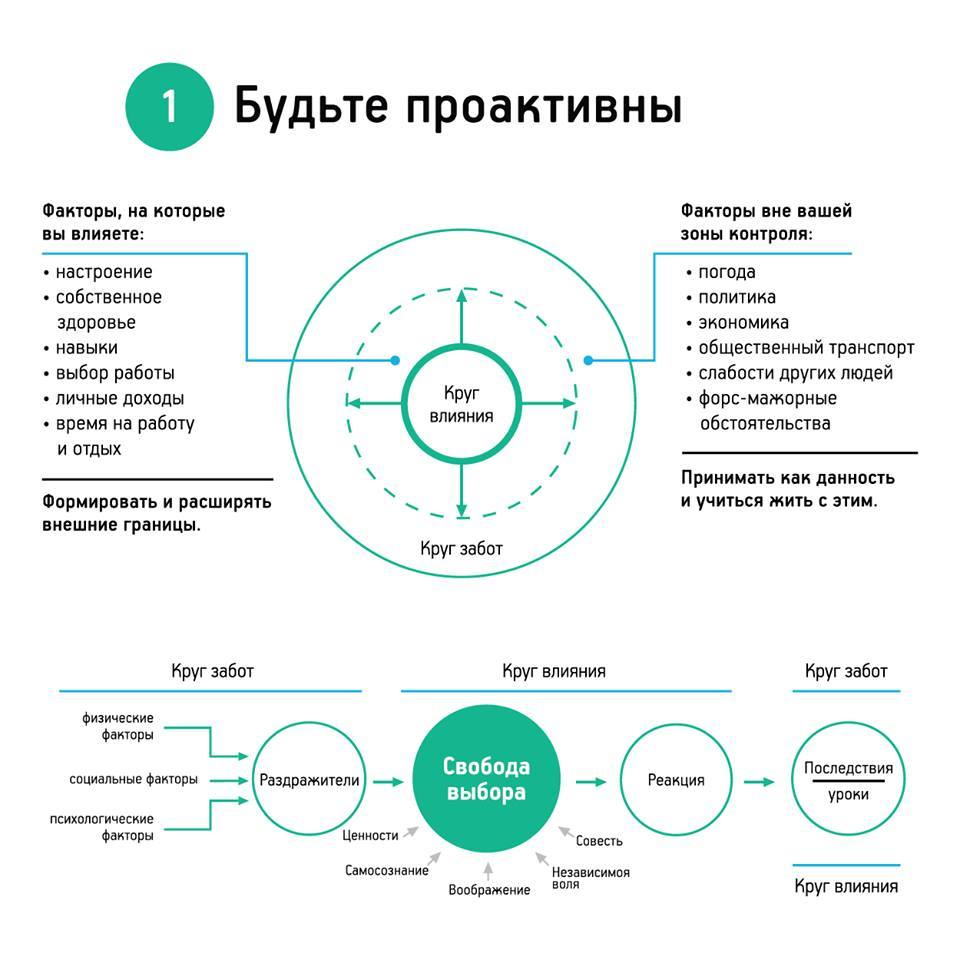 1 Будьте проактивны
Факторы, на которые
вы влияете:
• настроение
• собственное
здоровье
• навыки
• выбор работы
• личные доходы
• время на работу
и отдых
Формировать и расширять
внешние границы.
Круг
влияния
Круг забот
Факторы вне вашей
зоны контроля:
• погода
• политика
• экономика
• общественный транспорт
• слабости других людей
• форс-мажорные
обстоятельства
Принимать как данность
и учиться жить с этим.
Круг забот
физические
факторы
социальные факторы
психологические
факторы
Раздражители
Круг влияния
Свобода
выбора
Ценности
Самосознание
Воображение
Независимоя
воля
Совесть
Реакция
Круг забот
Последствия
уроки
Круг влияния